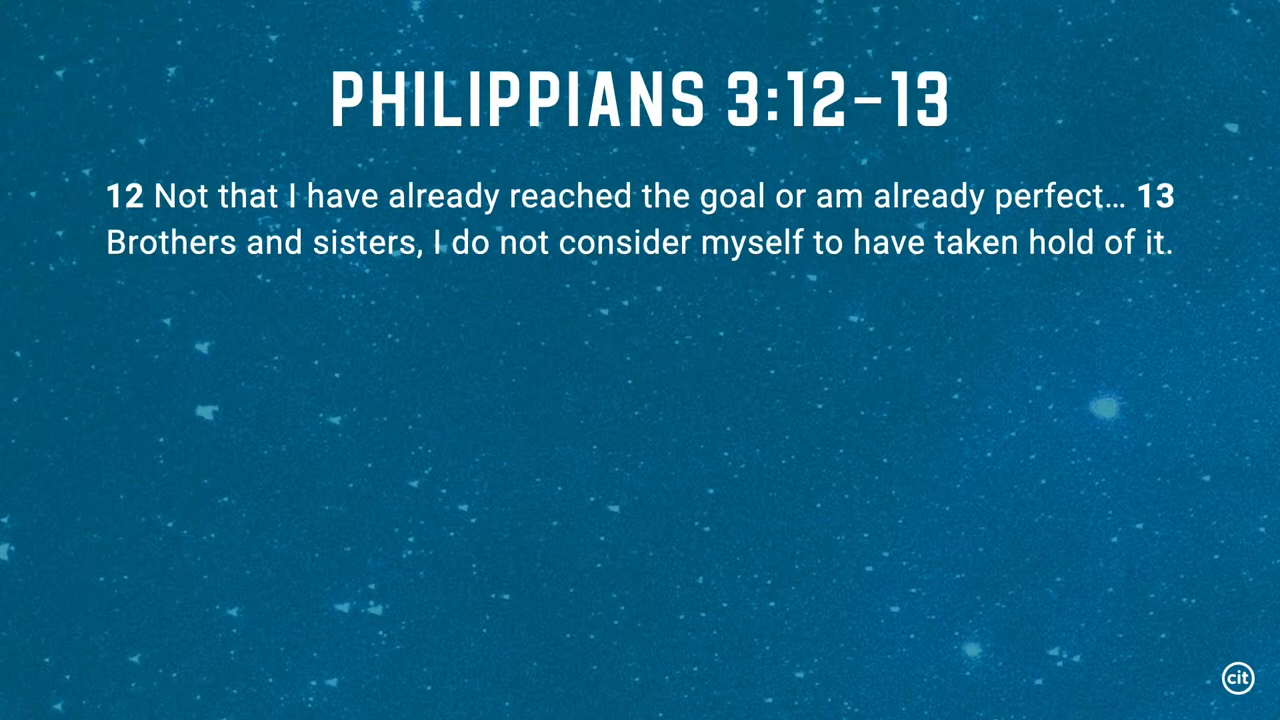 PHILIPPIANS 3:12–13
12 Not that I have already reached the goal or am already perfect… 13
Brothers and sisters, I do not consider myself to have taken hold of it.
cit